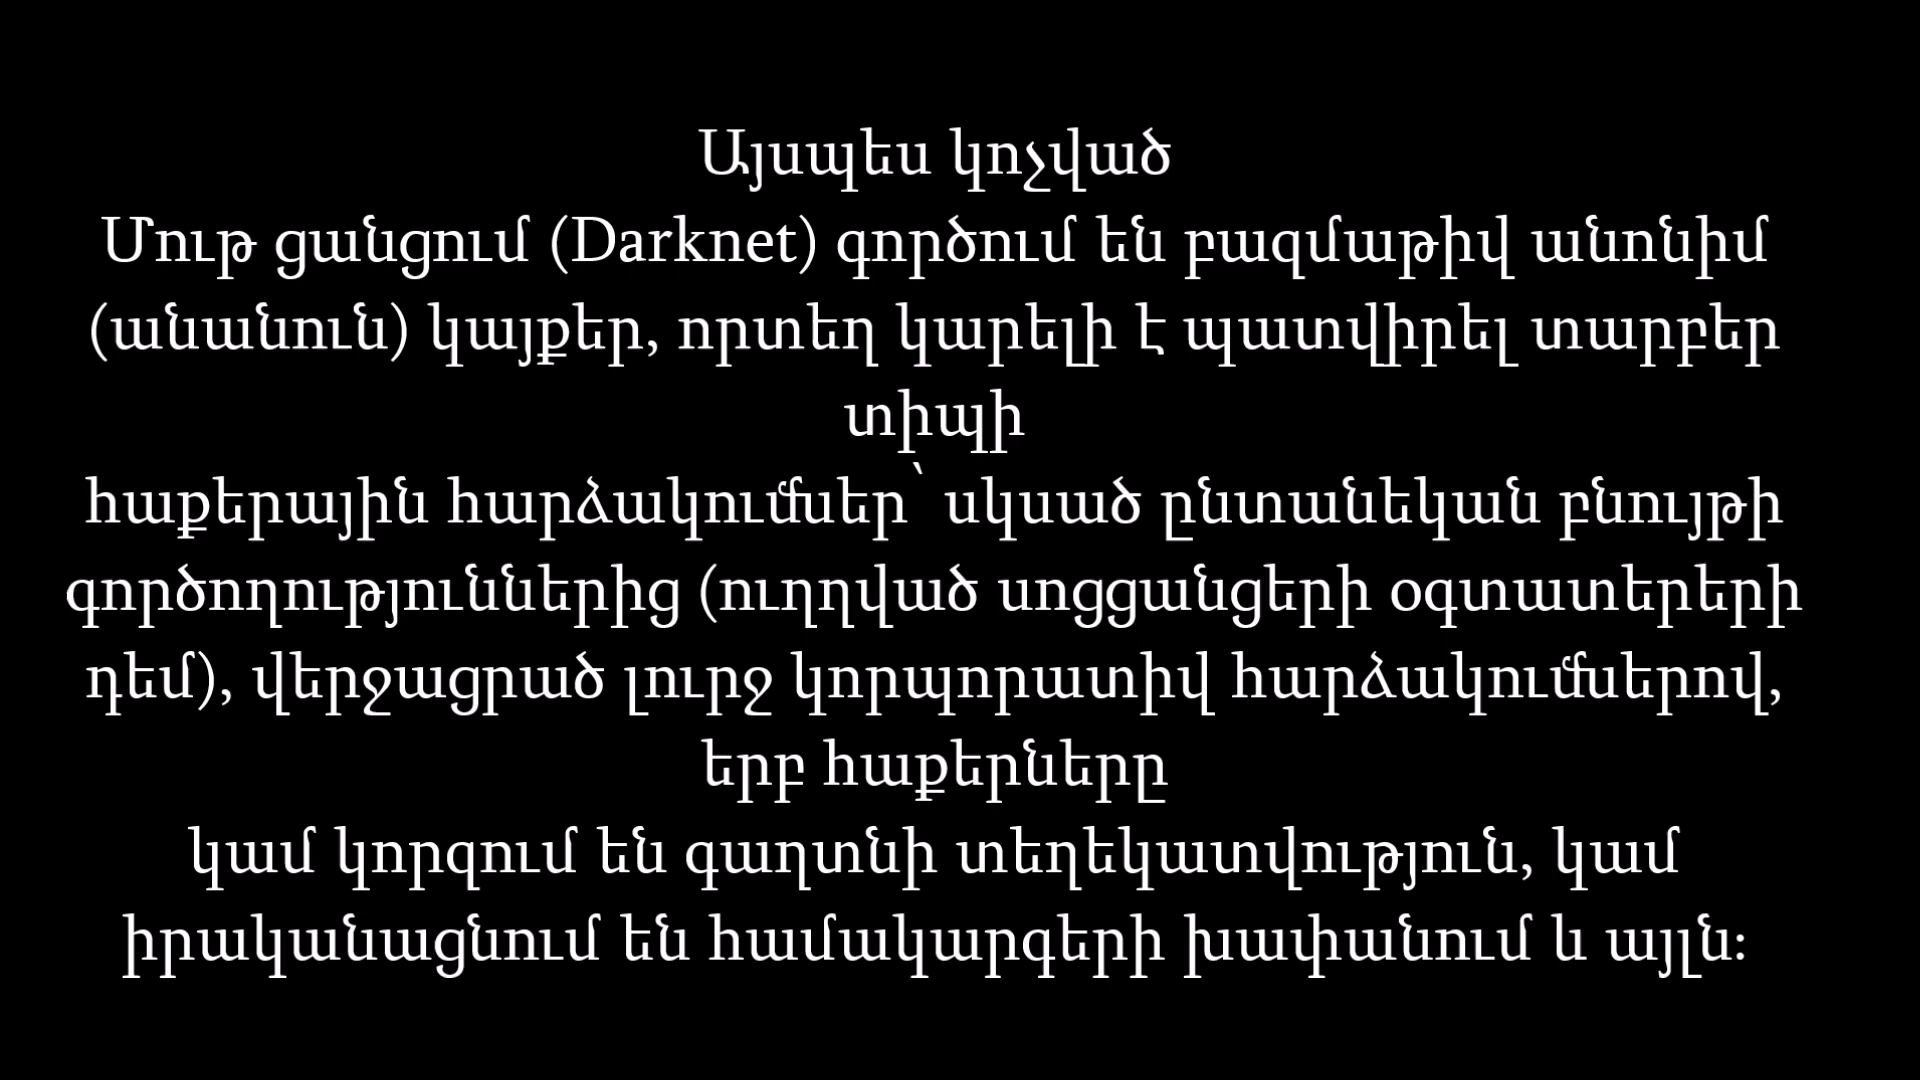 Այսպես կոչված
Մութ ցանցում (Darknet) գործում են բազմաթիվ անոնիմ
(անանուն) կայքեր, որտեղ կարելի է պատվիրել տարբեր
տիպի
հաքերային հարձակումներ՝ սկսած ընտանեկան բնույթի
գործողություններից (ուղղված սոցցանցերի օգտատերերի
դեմ), վերջացրած լուրջ կորպորատիվ հարձակումներով,
երբ հաքերները
կամ կորզում են գաղտնի տեղեկատվություն, կամ
իրականացնում են համակարգերի խափանում և այլն։